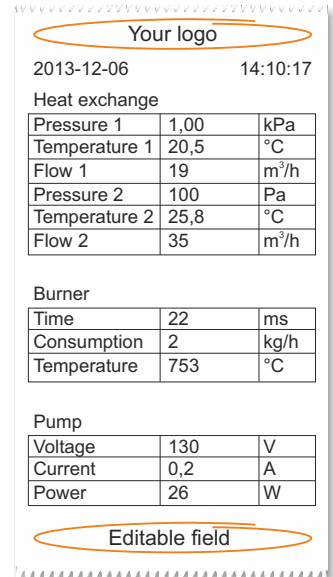 Your logo
2013-12-06 14:10:17
Heat exchange
Pressure 1 1,00 kPa
Temperature 1 20,5 °C
Flow 1 19 m³/h
Pressure 2 100 Pa
Temperature 2 25,8 °C
Flow 2 35 m³/h
Burner
Time 22 ms
Consumption 2 kg/h
Temperature 753 °C
Pump
Voltage 130 V
Current 0,2 A
Power 26 W
Editable field